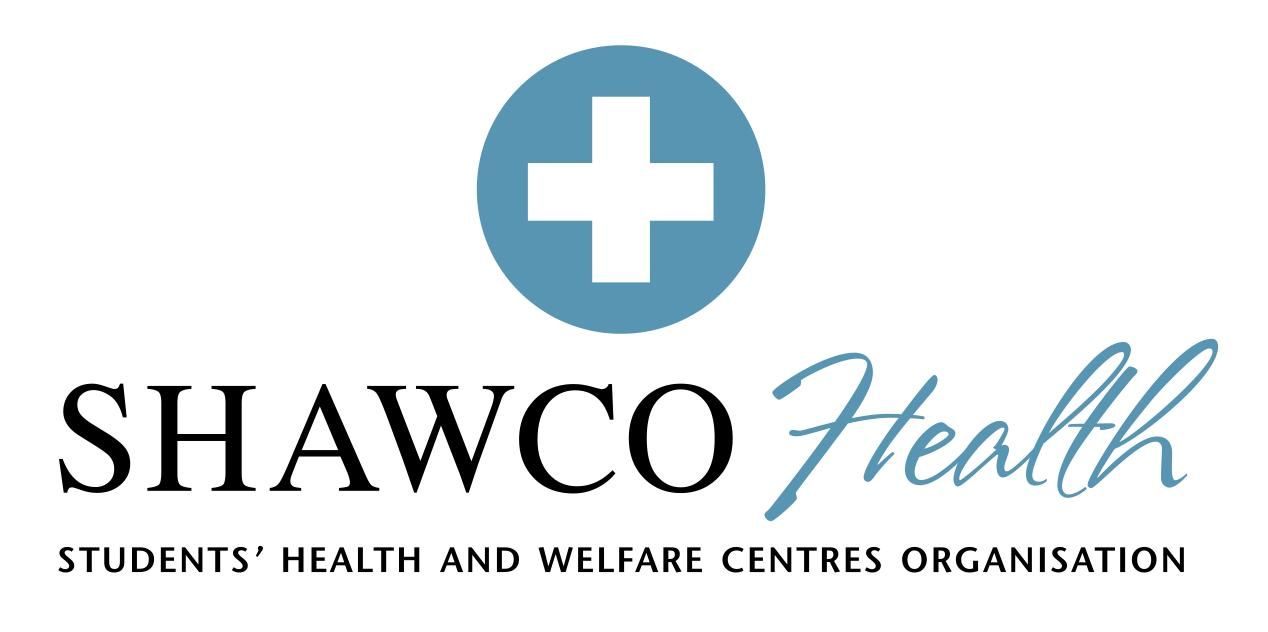 SHAWCO Health
STUDENTS’ HEALTH AND WELFARE CENTRES ORGANISATION